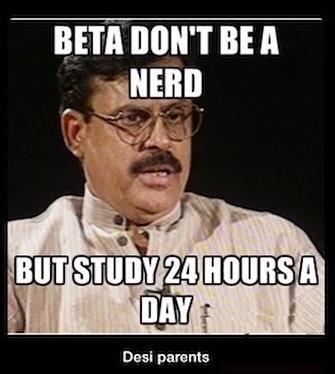 BETA DON'T BE A
NERD
BUT STUDY 24 HOURS A
DAY
Desi parents